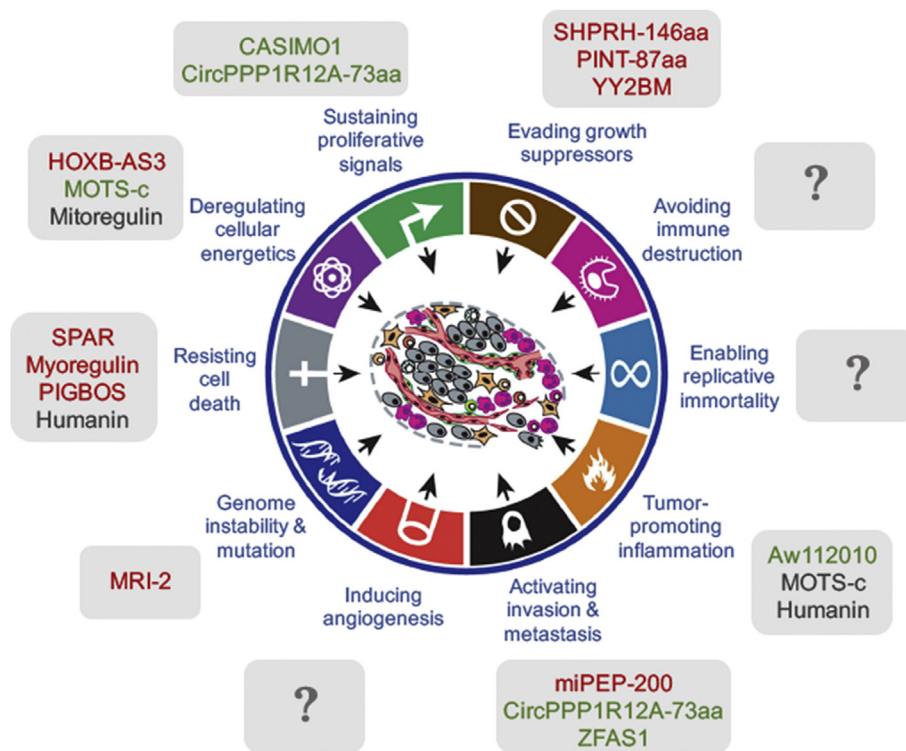 CASIMO1
CircPPP1R12A-73aa
Sustaining
proliferative
signals
SHPRH-146aa
PINT-87aa
YY2BM
Evading growth
suppressors
HOXB-AS3
MOTS-c
Mitoregulin
Deregulating
cellular
energetics
?
Avoiding
immune
destruction
SPAR
Myoregulin
PIGBOS
Humanin
Resisting
cell
death
Enabling
replicative
immortality
?
Genome
instability &
mutation
MRI-2
Tumor-
promoting
inflammation
Aw112010
MOTS-c
Humanin
Inducing
angiogenesis
?
Activating
invasion &
metastasis
miPEP-200
CircPPP1R12A-73aa
ZFAS1